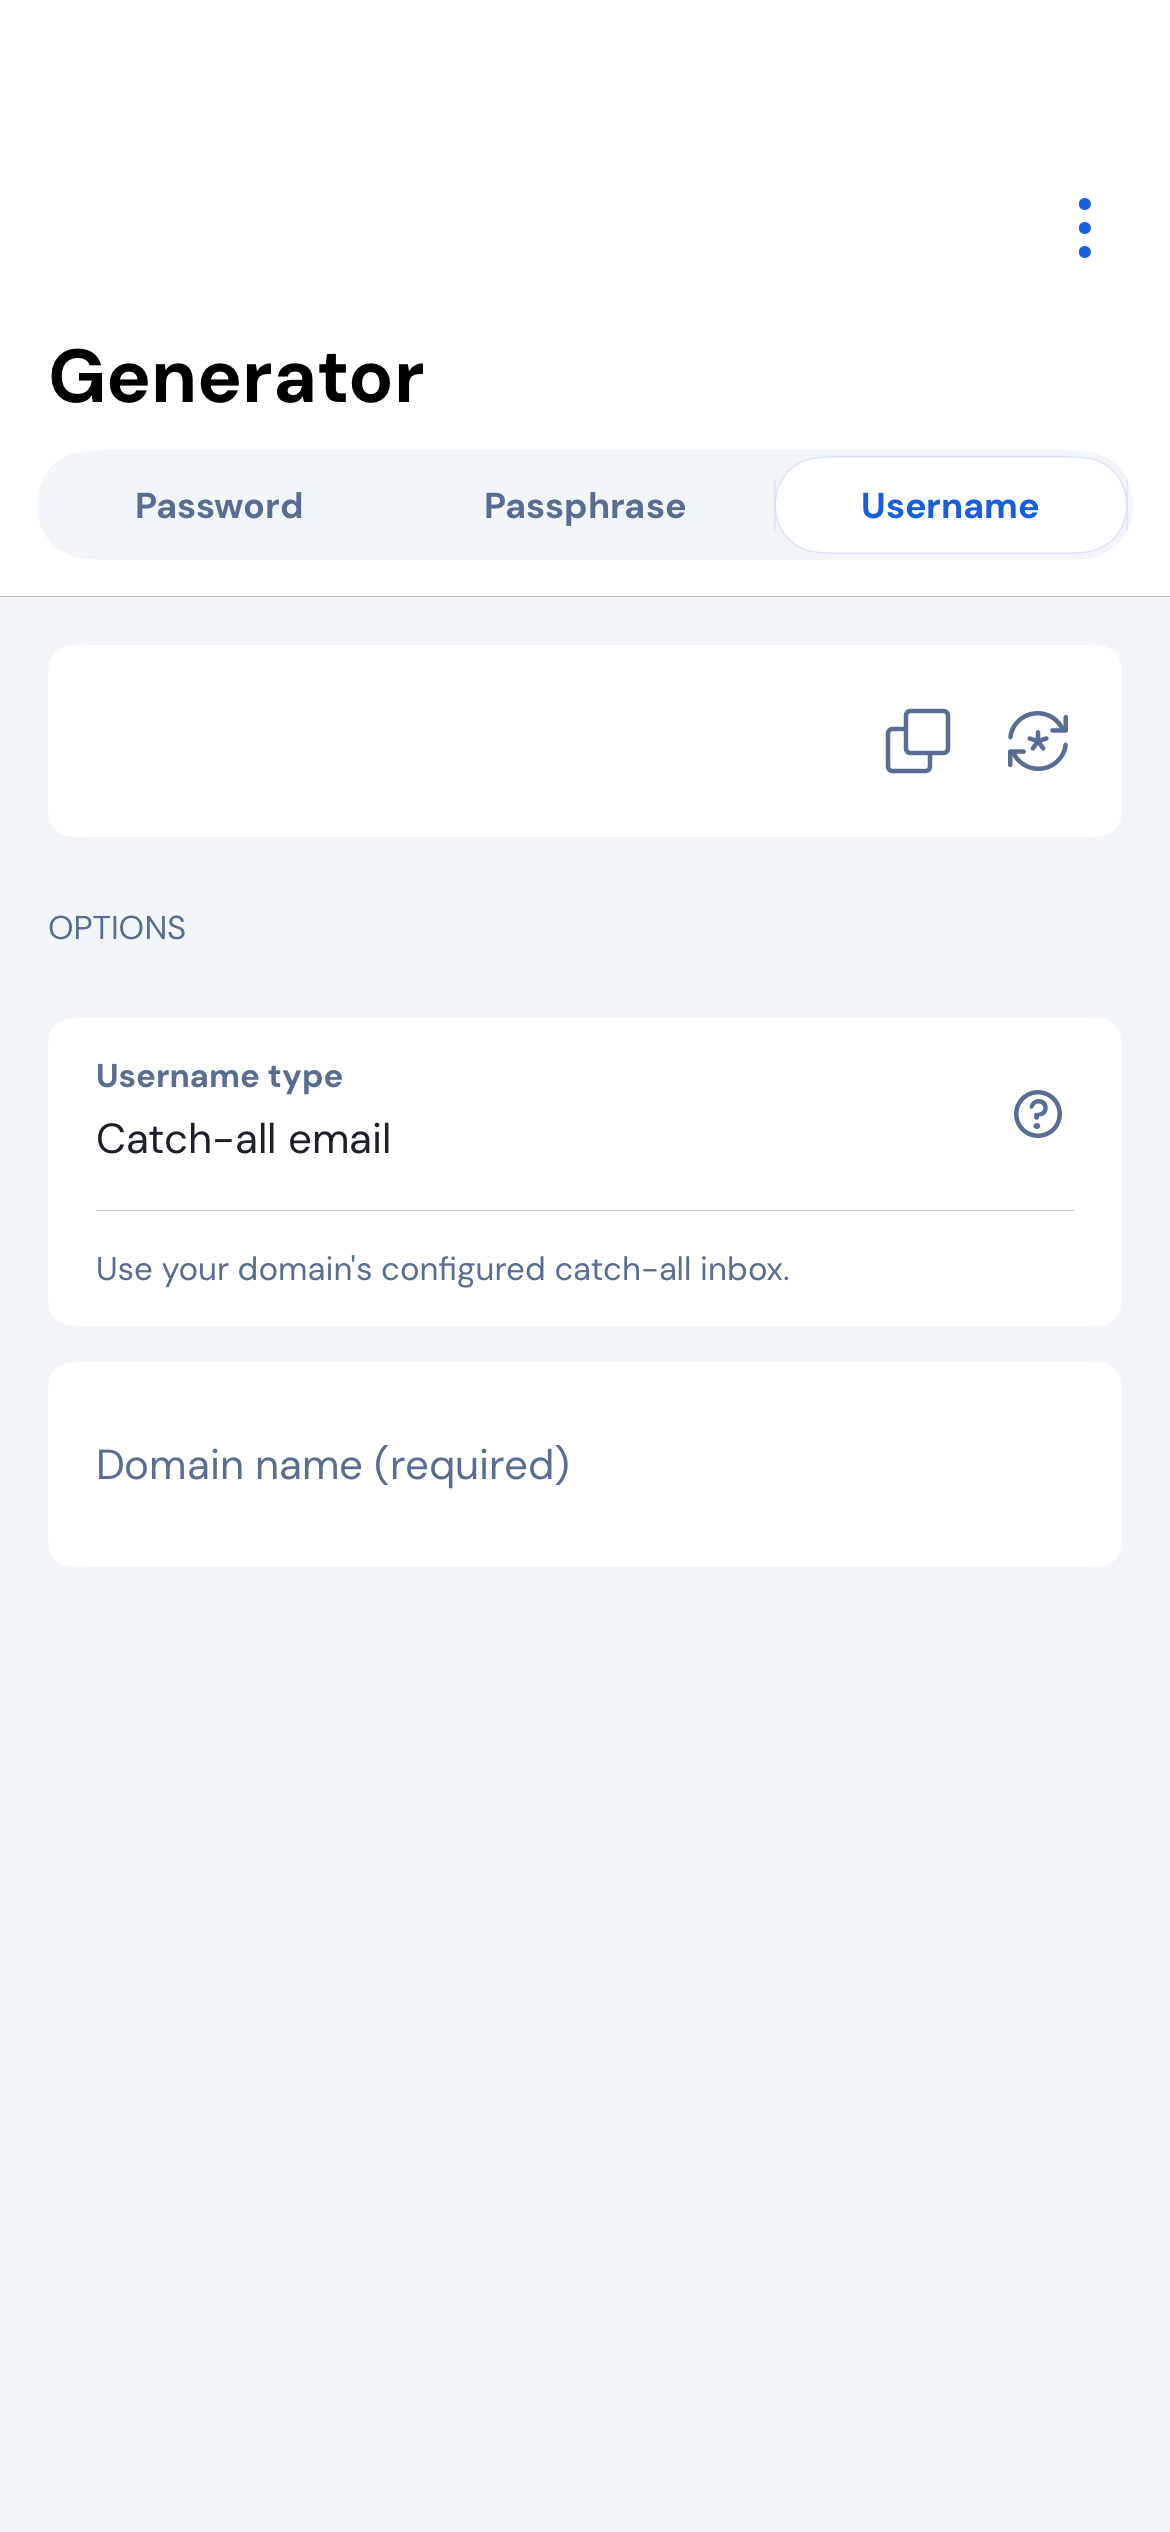 Generator
Password Passphrase Username
OPTIONS
Username type
Catch-all email
Use your domain's configured catch-all inbox.
Domain name (required)